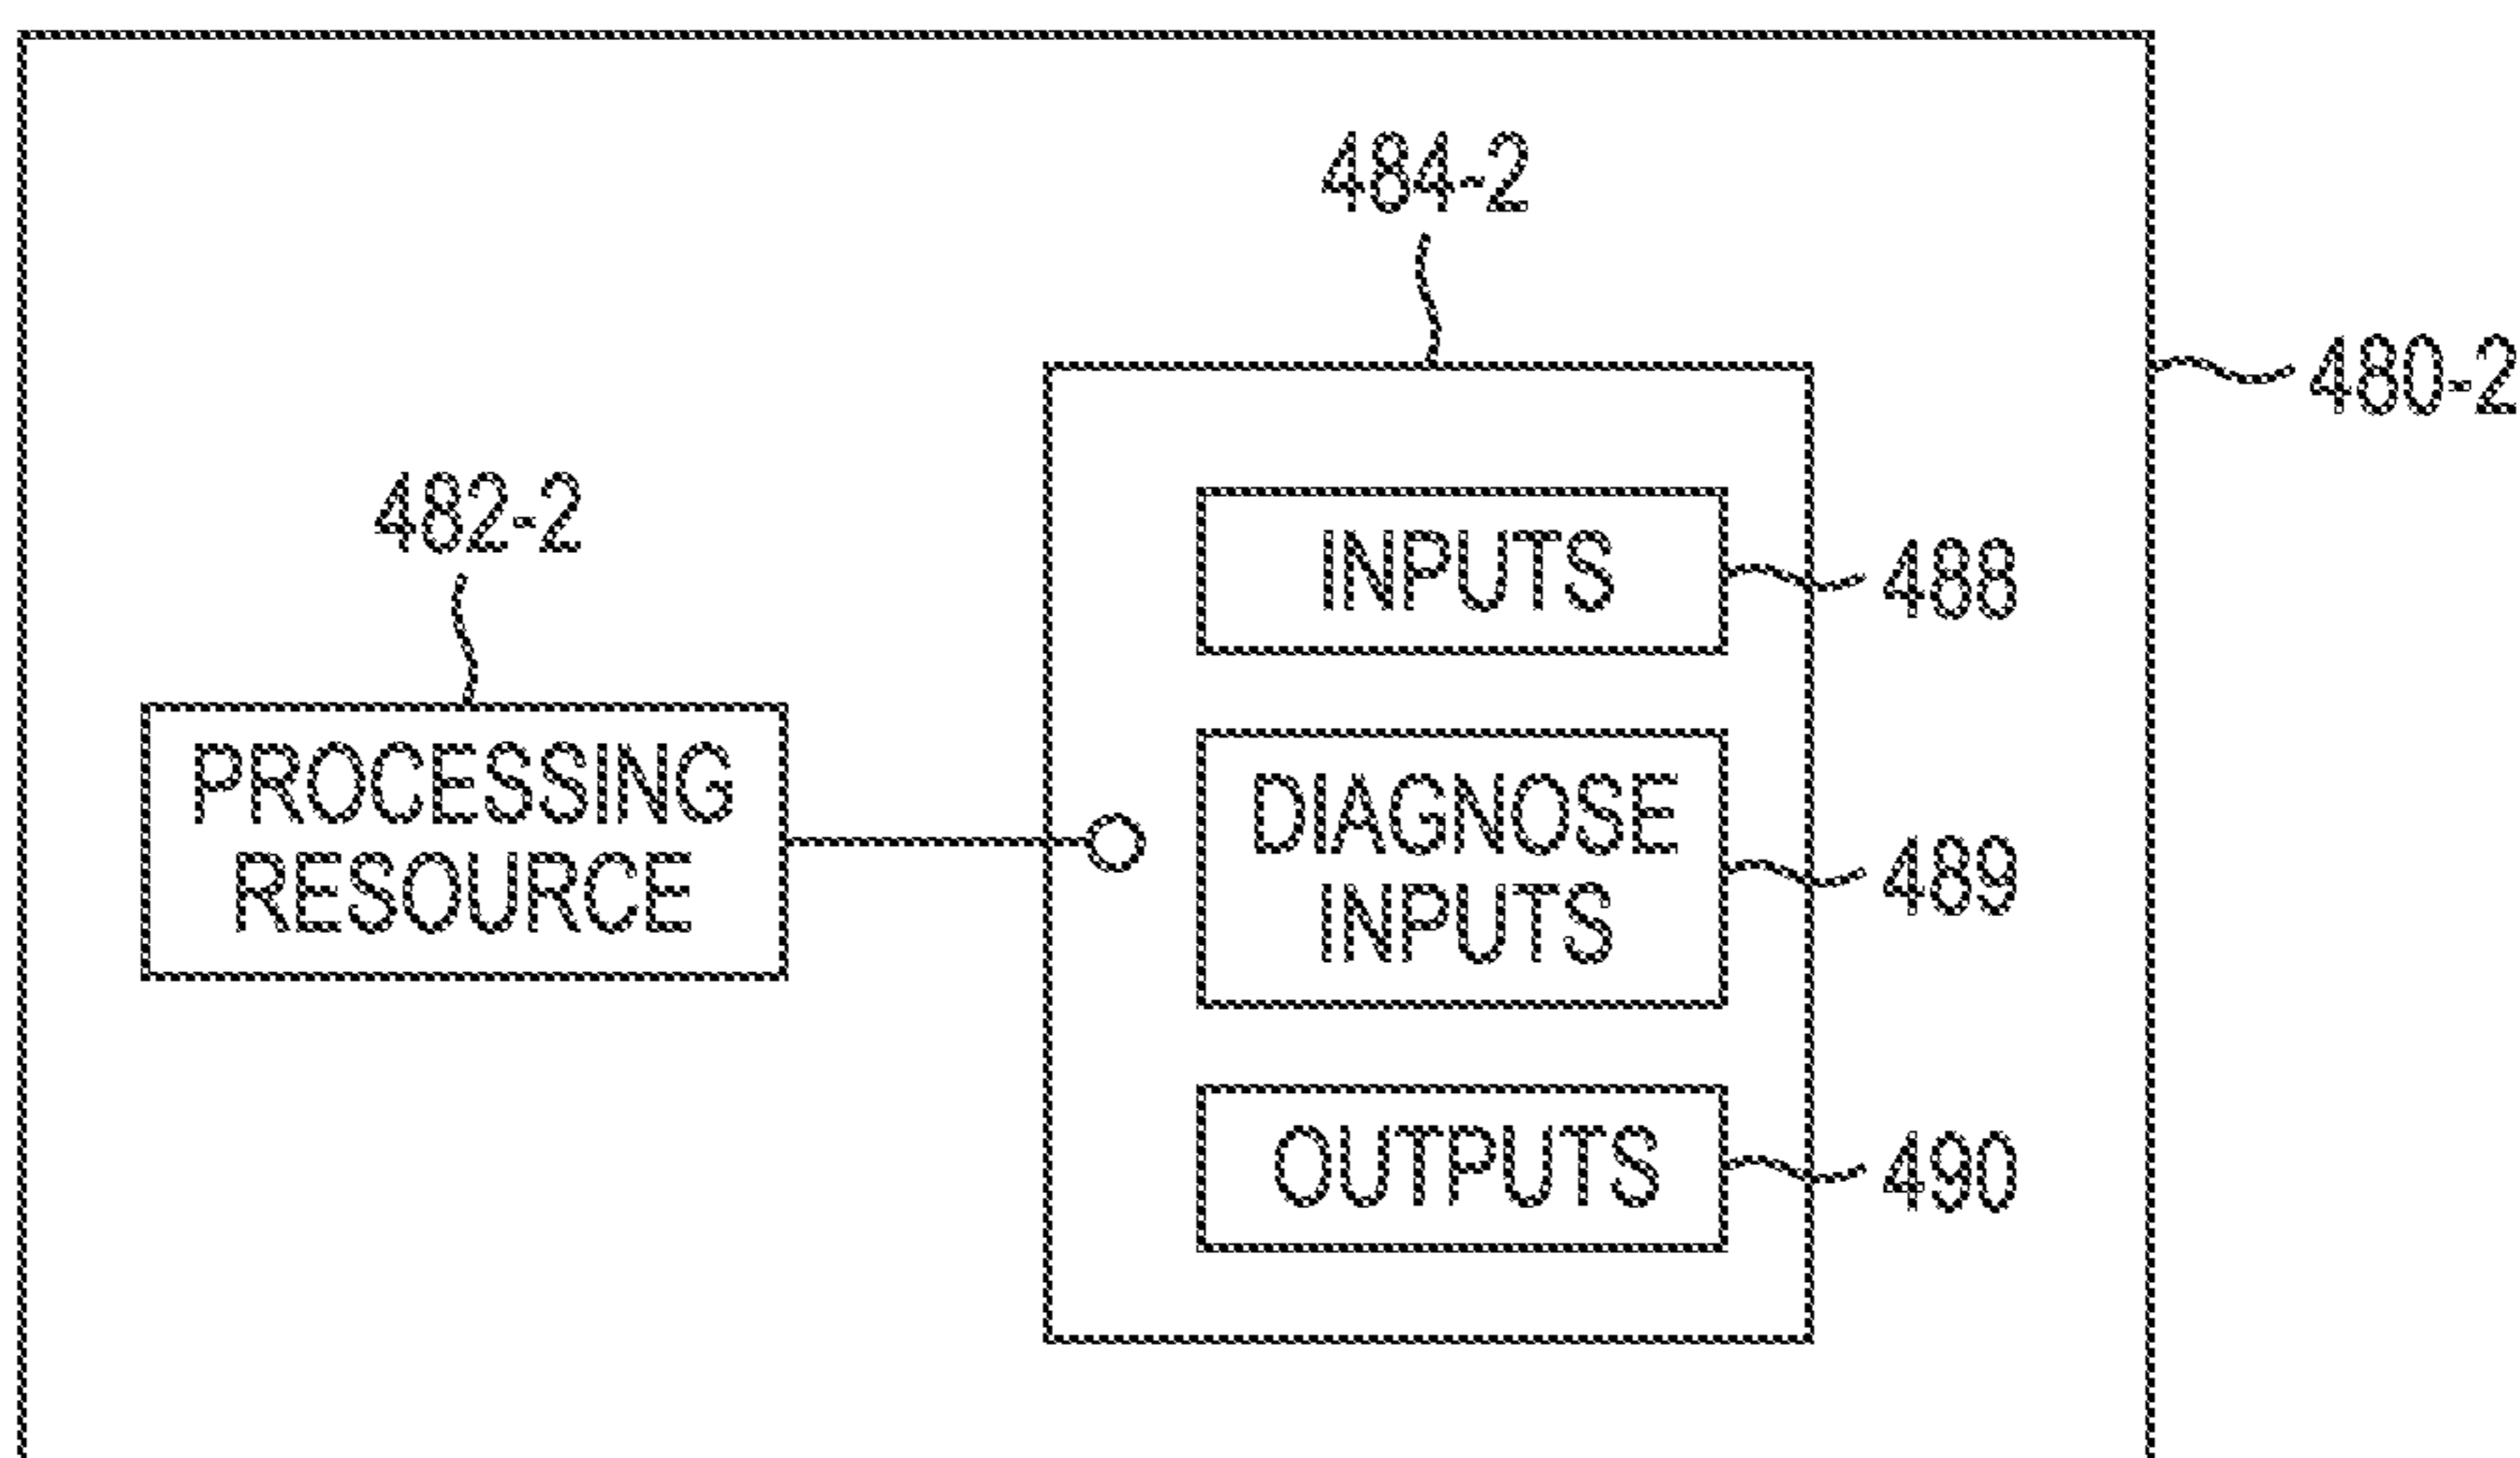 484-2
480-2
482-2
INPUTS
488
PROCESSING
RESOURCE
DIAGNOSE
INPUTS
489
OUTPUTS
490